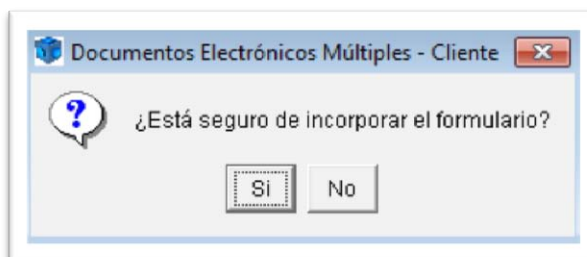 Documentos Electrónicos Múltiples - Cliente
¿Está seguro de incorporar el formulario?
Si
No